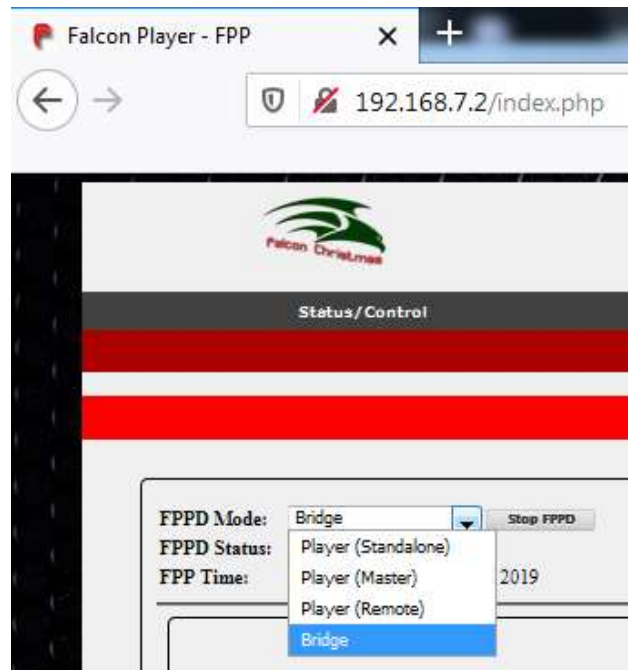 Falcon Player - FPP
192.168.7.2/index.php
Falcon Christmas
Status/Control
FPPD Mode: Bridge Stop FPPD
FPPD Status: Player (Standalone)
FPP Time: Player (Master) 2019
Player (Remote)
Bridge